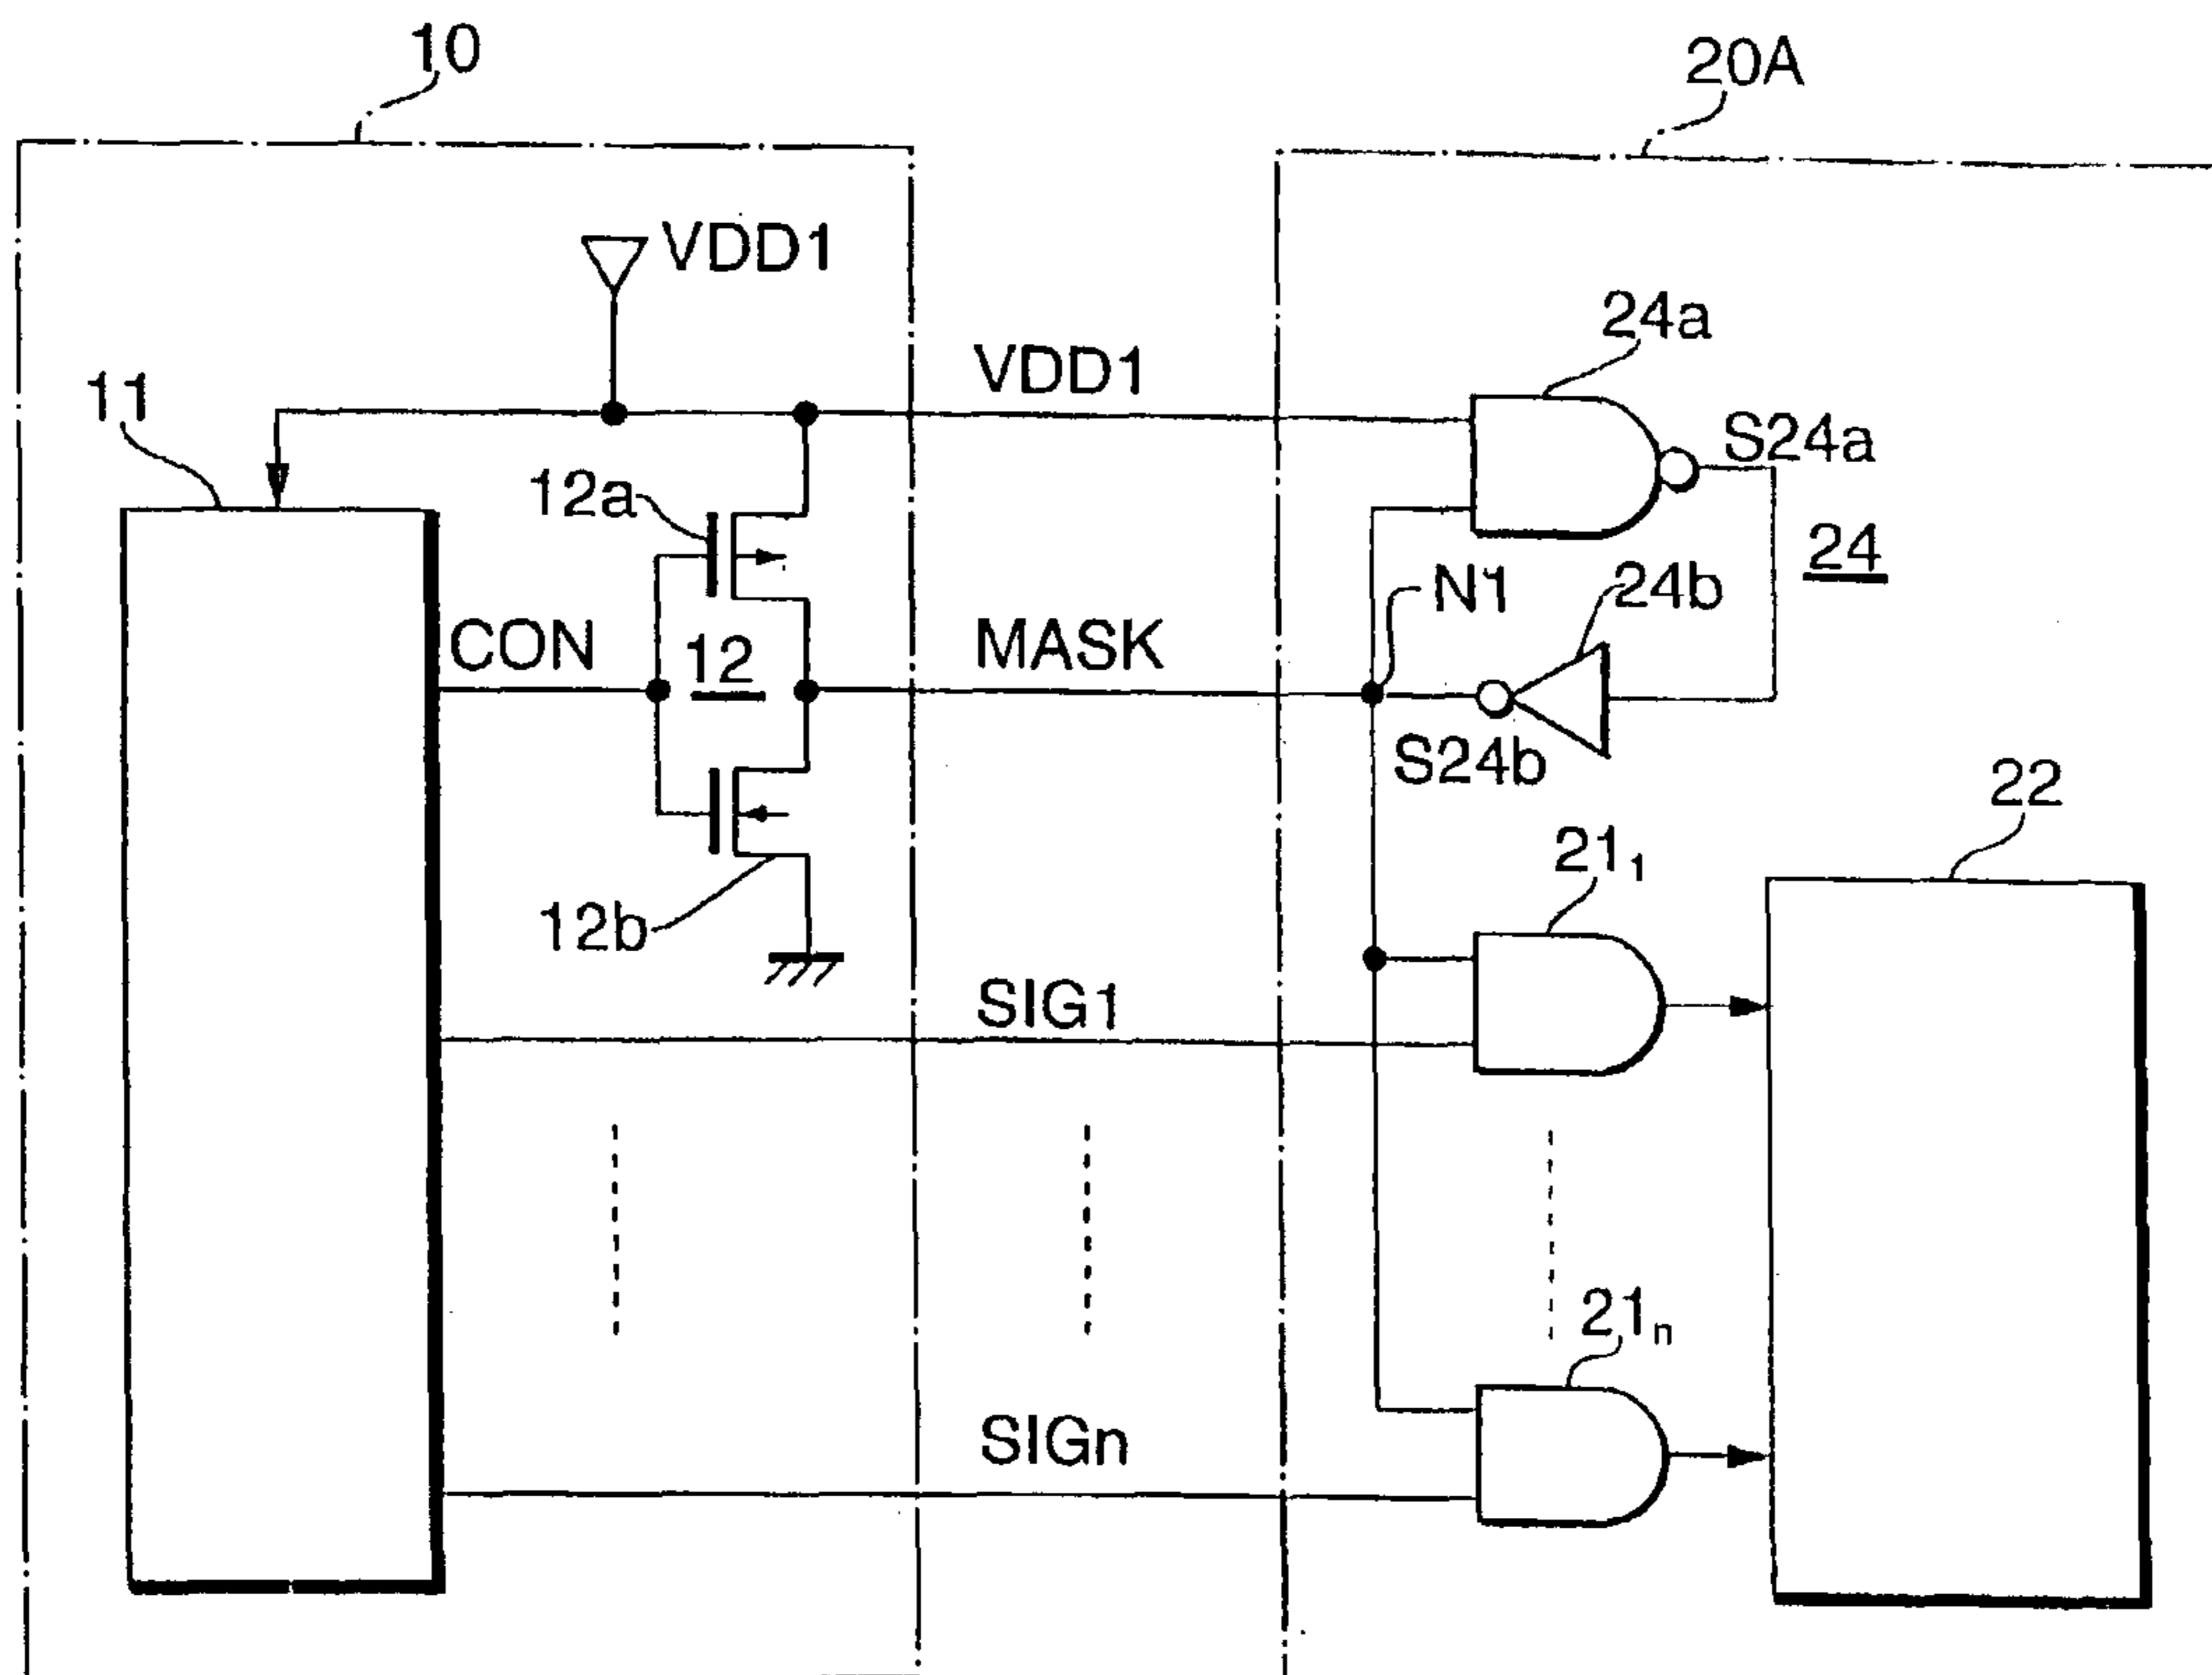 10
20A
VDD1
24a
VDD1
11
S24a
12a
24
24b
N1
CON
12
MASK
S24b
22
21₁
12b
SIG1
21ₙ
SIGn